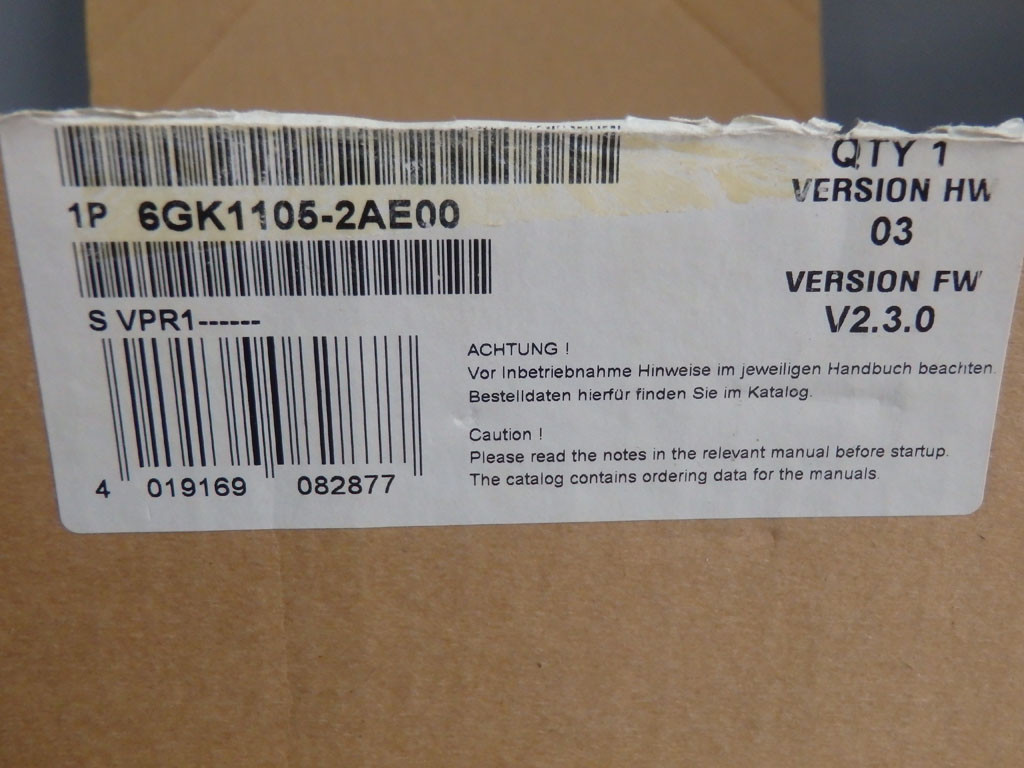 QTY 1
VERSION HW
1P 6GK1105-2AE00
03
VERSION FW
V2.3.0
S VPR1------
ACHTUNG !
Vor Inbetriebnahme Hinweise im jeweiligen Handbuch beachten.
Bestelldaten hierfür finden Sie im Katalog.
Caution !
Please read the notes in the relevant manual before startup.
The catalog contains ordering data for the manuals.
4 019169 082877